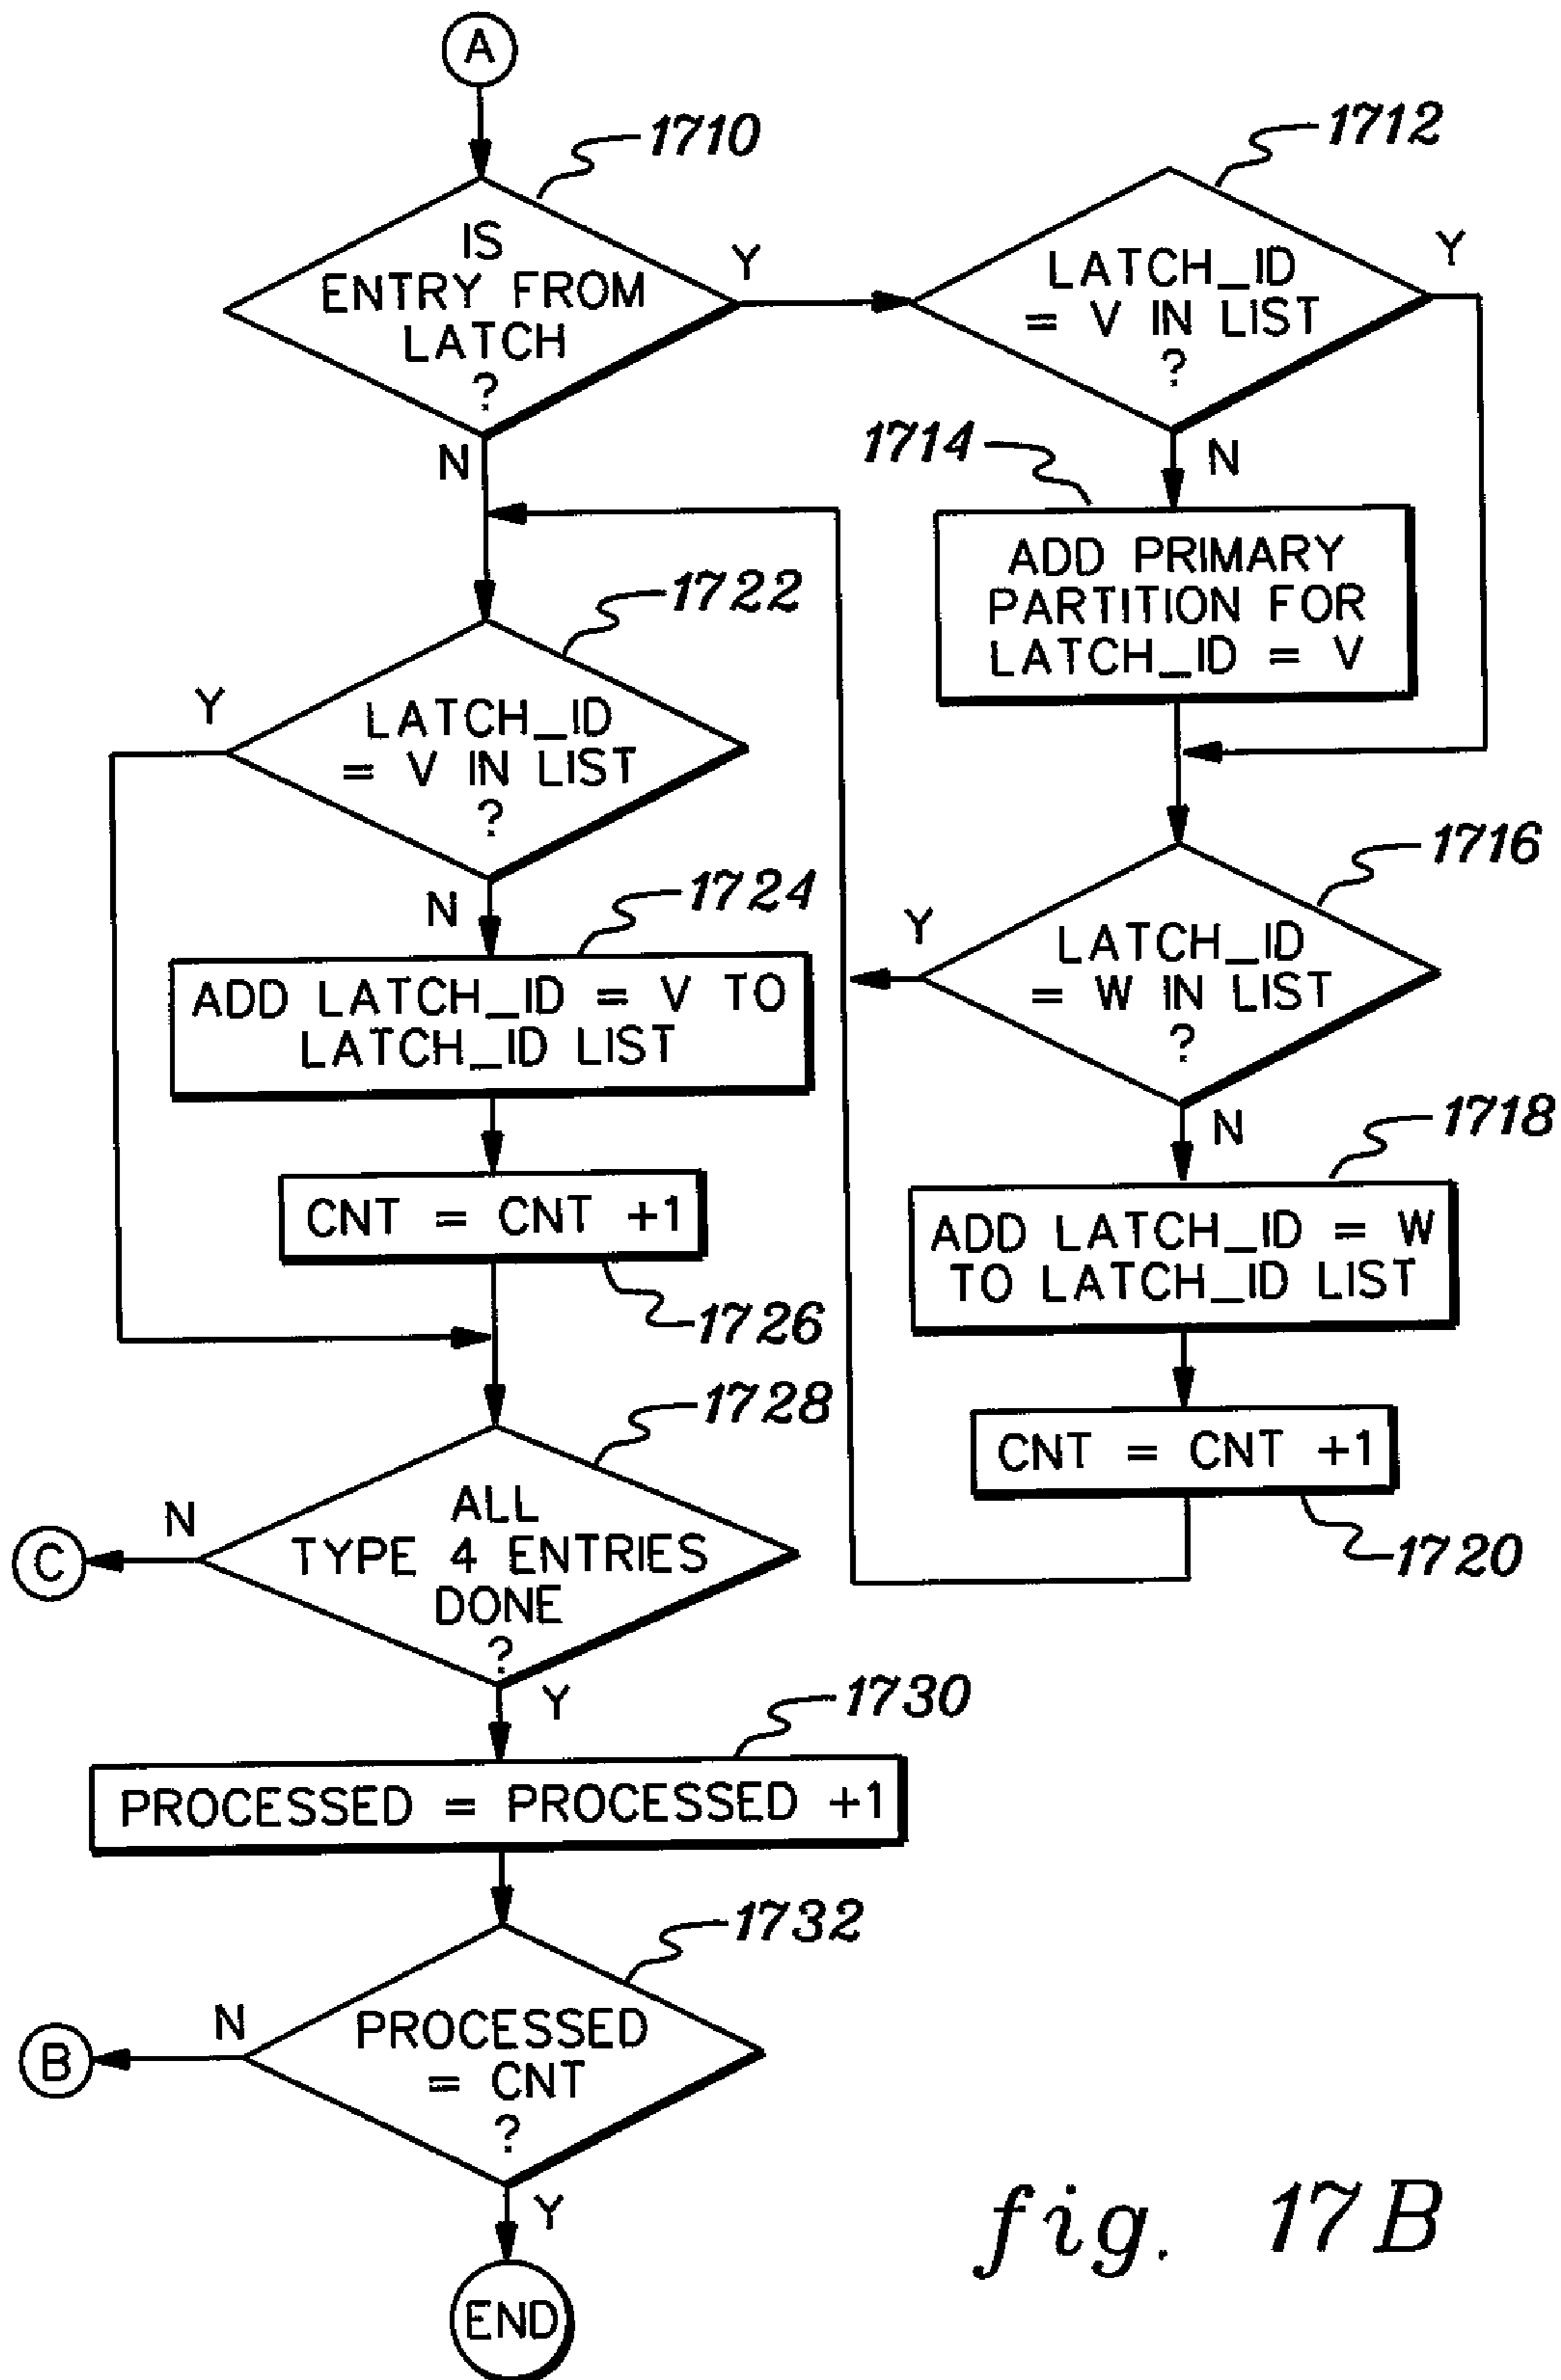 A
1710
IS
ENTRY FROM
LATCH
?
Y
N
1712
LATCH_ID
= V IN LIST
?
Y
N
1714
ADD PRIMARY
PARTITION FOR
LATCH_ID = V
1716
LATCH_ID
= W IN LIST
?
Y
N
1718
ADD LATCH_ID = W
TO LATCH_ID LIST
CNT = CNT +1
1720
1722
LATCH_ID
= V IN LIST
?
Y
N
1724
ADD LATCH_ID = V TO
LATCH_ID LIST
CNT = CNT +1
1726
1728
ALL
TYPE 4 ENTRIES
DONE
?
N
C
Y
1730
PROCESSED = PROCESSED +1
1732
PROCESSED
= CNT
?
N
B
Y
END
fig. 17B